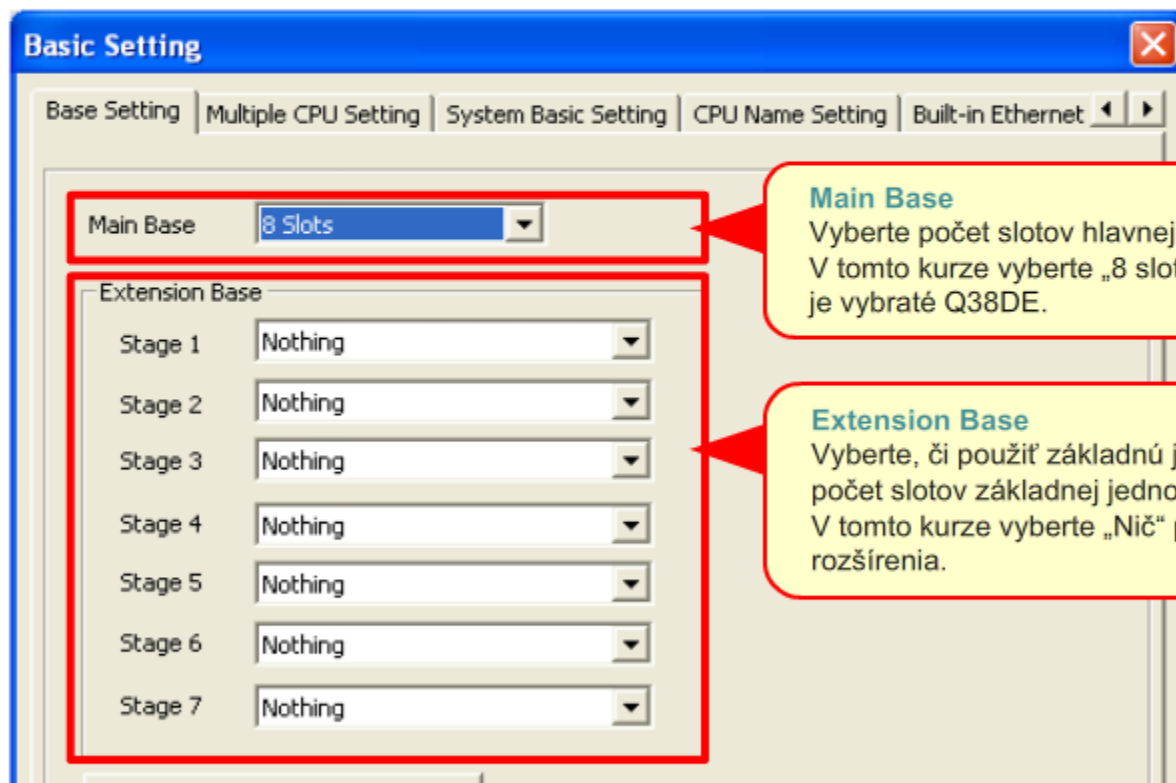 Basic Setting
Base Setting Multiple CPU Setting System Basic Setting CPU Name Setting Built-in Ethernet
Main Base 8 Slots
Main Base
Vyberte počet slotov hlavnej
V tomto kurze vyberte „8 slot
je vybraté Q38DE.
Extension Base
Stage 1 Nothing
Stage 2 Nothing
Stage 3 Nothing
Stage 4 Nothing
Stage 5 Nothing
Stage 6 Nothing
Stage 7 Nothing
Extension Base
Vyberte, či použiť základnú
počet slotov základnej jedno
V tomto kurze vyberte „Nič“
rozšírenia.